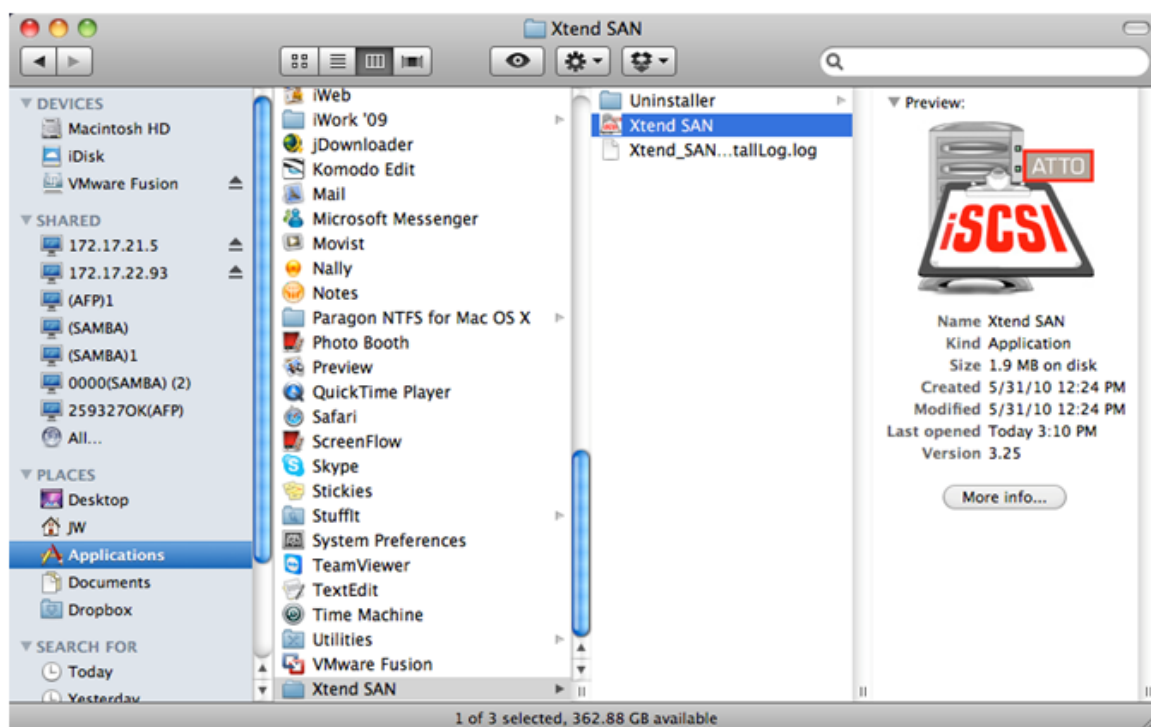 Xtend SAN
DEVICES
Macintosh HD
iDisk
VMware Fusion
SHARED
172.17.21.5
172.17.22.93
(AFP)1
(SAMBA)
(SAMBA)1
0000(SAMBA) (2)
259327OK(AFP)
All...
PLACES
Desktop
JW
Applications
Documents
Dropbox
SEARCH FOR
Today
Yesterday
iWeb
iWork '09
jDownloader
Komodo Edit
Mail
Microsoft Messenger
Movist
Nally
Notes
Paragon NTFS for Mac OS X
Photo Booth
Preview
QuickTime Player
Safari
ScreenFlow
Skype
Stickies
StuffIt
System Preferences
TeamViewer
TextEdit
Time Machine
Utilities
VMware Fusion
Xtend SAN
Uninstaller
Xtend SAN
Xtend_SAN...tallLog.log
Preview:
ATTO
iSCSI
Name Xtend SAN
Kind Application
Size 1.9 MB on disk
Created 5/31/10 12:24 PM
Modified 5/31/10 12:24 PM
Last opened Today 3:10 PM
Version 3.25
More info...
1 of 3 selected, 362.88 GB available